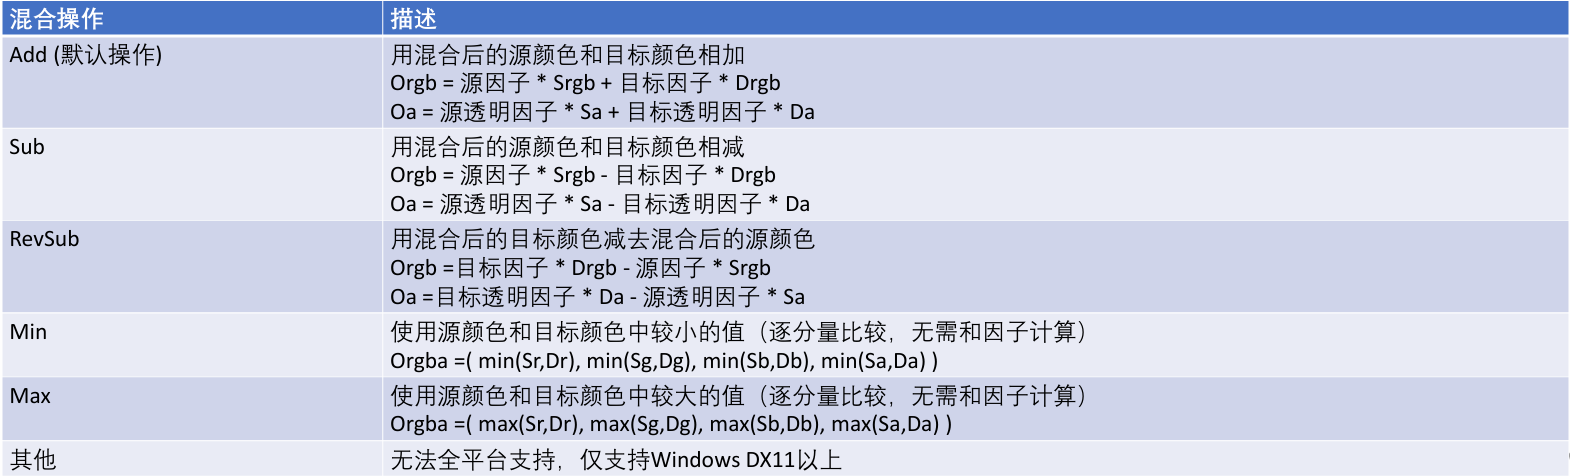 混合操作
描述
Add (默认操作)
用混合后的源颜色和目标颜色相加
Orgb = 源因子 * Srgb + 目标因子 * Drgb
Oa = 源透明因子 * Sa + 目标透明因子 * Da
Sub
用混合后的源颜色和目标颜色相减
Orgb = 源因子 * Srgb - 目标因子 * Drgb
Oa = 源透明因子 * Sa - 目标透明因子 * Da
RevSub
用混合后的目标颜色减去混合后的源颜色
Orgb =目标因子 * Drgb - 源因子 * Srgb
Oa =目标透明因子 * Da - 源透明因子 * Sa
Min
使用源颜色和目标颜色中较小的值（逐分量比较，无需和因子计算）
Orgba =( min(Sr,Dr), min(Sg,Dg), min(Sb,Db), min(Sa,Da) )
Max
使用源颜色和目标颜色中较大的值（逐分量比较，无需和因子计算）
Orgba =( max(Sr,Dr), max(Sg,Dg), max(Sb,Db), max(Sa,Da) )
其他
无法全平台支持，仅支持Windows DX11以上